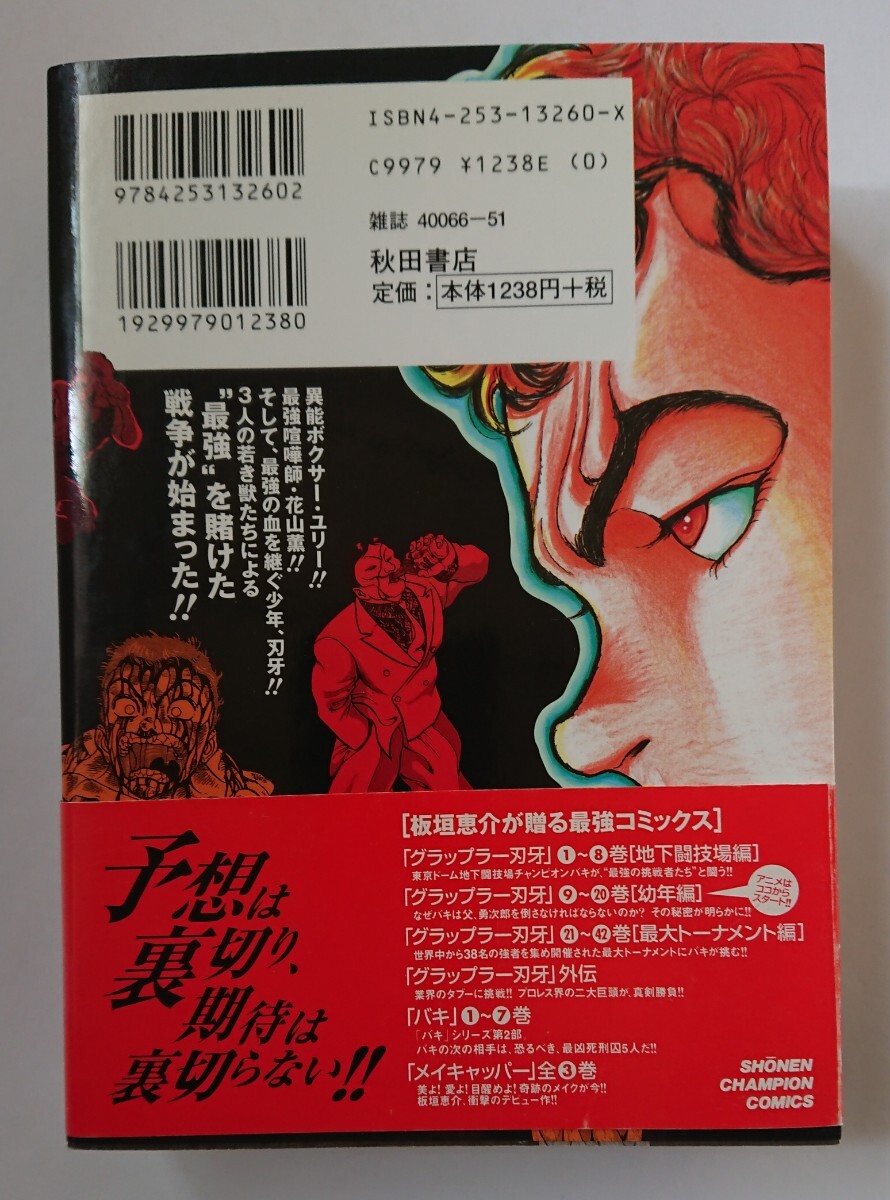 ISBN4-253-13260-X
9784253132602
C9979 ¥1238E (0)
雑誌 40066-51
1929979012380
秋田書店
定価：本体1238円+税
異能ボクサー・ユリー!!
最強喧嘩師・花山薫!!
そして、最強の血を継ぐ少年、刃牙!!
3人の若き獣たちによる
"最強"を賭けた
戦争が始まった!!
予想は
裏切り、
期待は
裏切らない!!
[板垣恵介が贈る最強コミックス]
「グラップラー刃牙」①〜⑧巻[地下闘技場編]
東京ドーム地下闘技場チャンピオンバキが、"最強の挑戦者たち"と闘う!!
「グラップラー刃牙」⑨〜⑳巻[幼年編]
アニメは
ココから
スタート!!
なぜバキは父、勇次郎を倒さなければならないのか? その秘密が明らかに!!
「グラップラー刃牙」㉑〜㊷巻[最大トーナメント編]
世界中から38名の強者を集め開催された最大トーナメントにバキが挑む!!
「グラップラー刃牙」外伝
業界のタブーに挑戦!! プロレス界の二大巨頭が、真剣勝負!!
「バキ」①〜⑦巻
「バキ」シリーズ第2部。
バキの次の相手は、恐るべき、最凶死刑囚5人だ!!
「メイキャッパー」全③巻
美よ! 愛よ! 目醒めよ! 奇跡のメイクが今!!
板垣恵介、衝撃のデビュー作!!
SHŌNEN
CHAMPION
COMICS